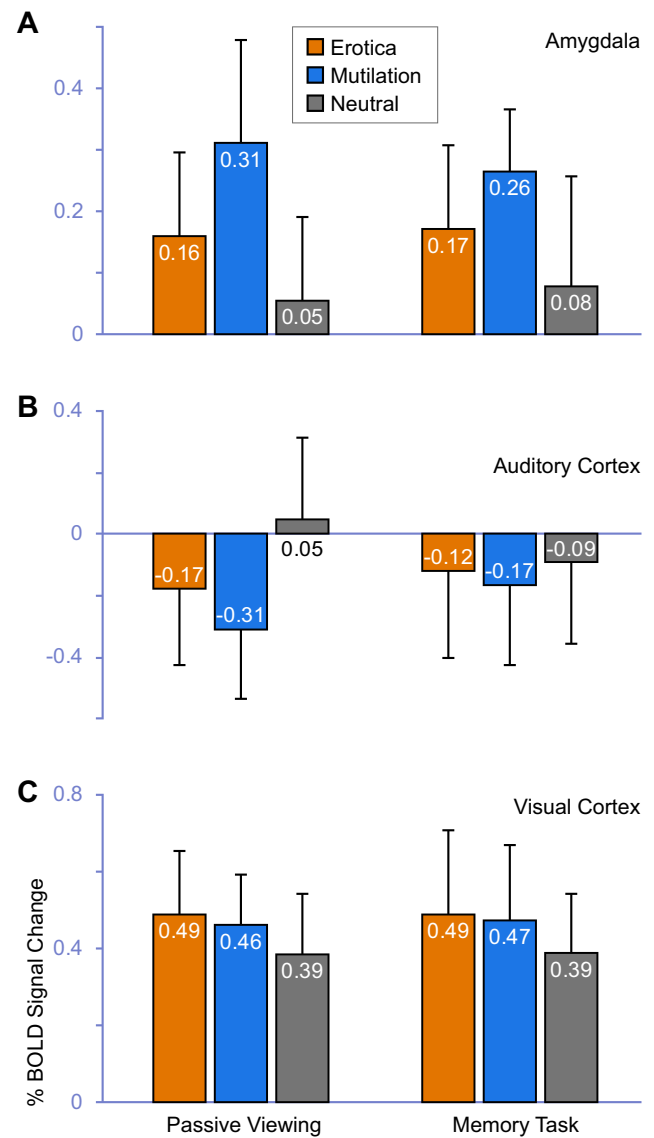 A
Amygdala
Erotica
Mutilation
Neutral
0.4
0.2
0
0.16
0.31
0.05
0.17
0.26
0.08
B
Auditory Cortex
0.4
0
-0.4
-0.17
-0.31
0.05
-0.12
-0.17
-0.09
C
Visual Cortex
% BOLD Signal Change
0.8
0.4
0
0.49
0.46
0.39
0.49
0.47
0.39
Passive Viewing
Memory Task